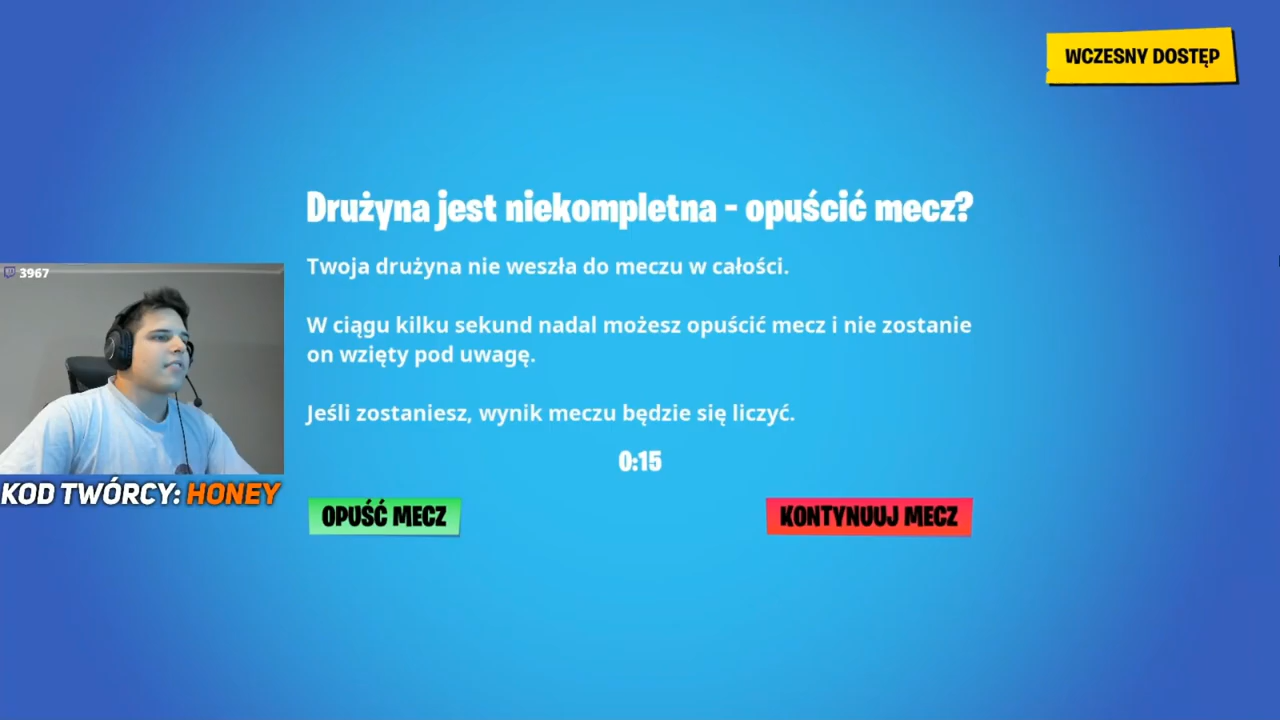 WCZESNY DOSTĘP
Drużyna jest niekompletna - opuścić mecz?
Twoja drużyna nie weszła do meczu w całości.
W ciągu kilku sekund nadal możesz opuścić mecz i nie zostanie
on wzięty pod uwagę.
Jeśli zostaniesz, wynik meczu będzie się liczyć.
0:15
OPUŚĆ MECZ
KONTYNUUJ MECZ
3967
KOD TWÓRCY: HONEY